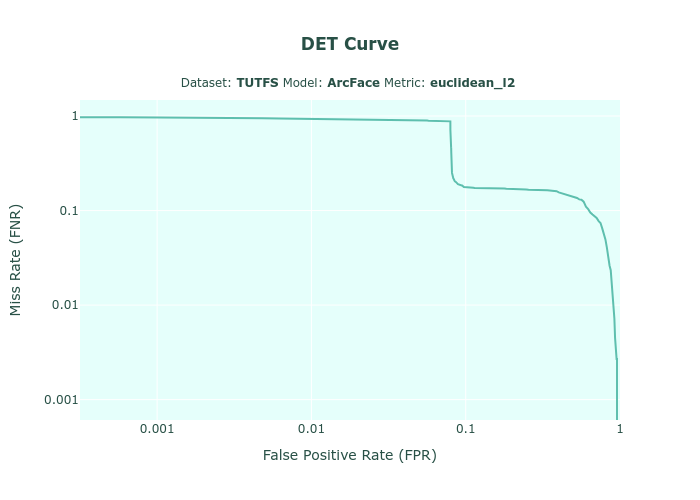 DET Curve
Dataset: TUTFS Model: ArcFace Metric: euclidean_l2
1
0.1
0.01
0.001
Miss Rate (FNR)
0.001
0.01
0.1
1
False Positive Rate (FPR)